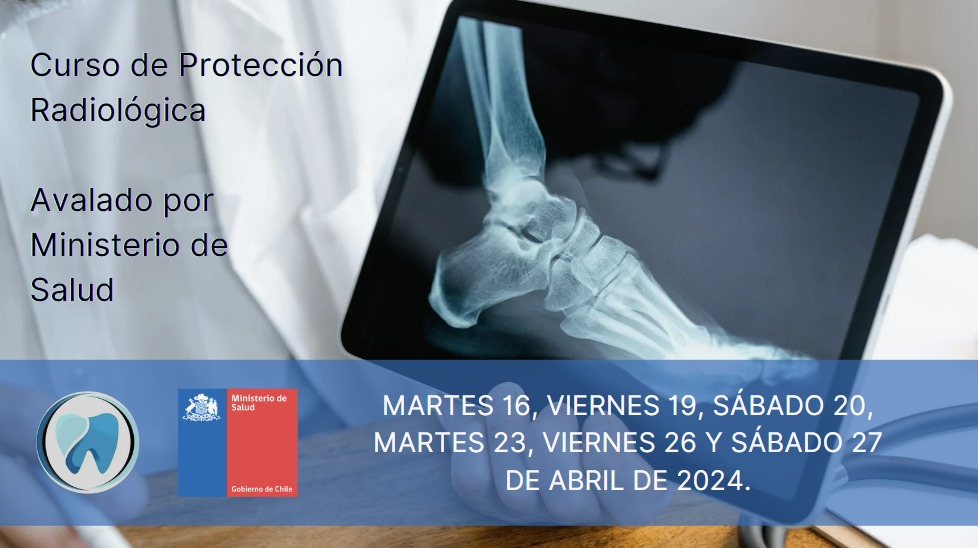 Curso de Protección
Radiológica
Avalado por
Ministerio de
Salud
Ministerio de
Salud
Gobierno de Chile
MARTES 16, VIERNES 19, SÁBADO 20,
MARTES 23, VIERNES 26 Y SÁBADO 27
DE ABRIL DE 2024.